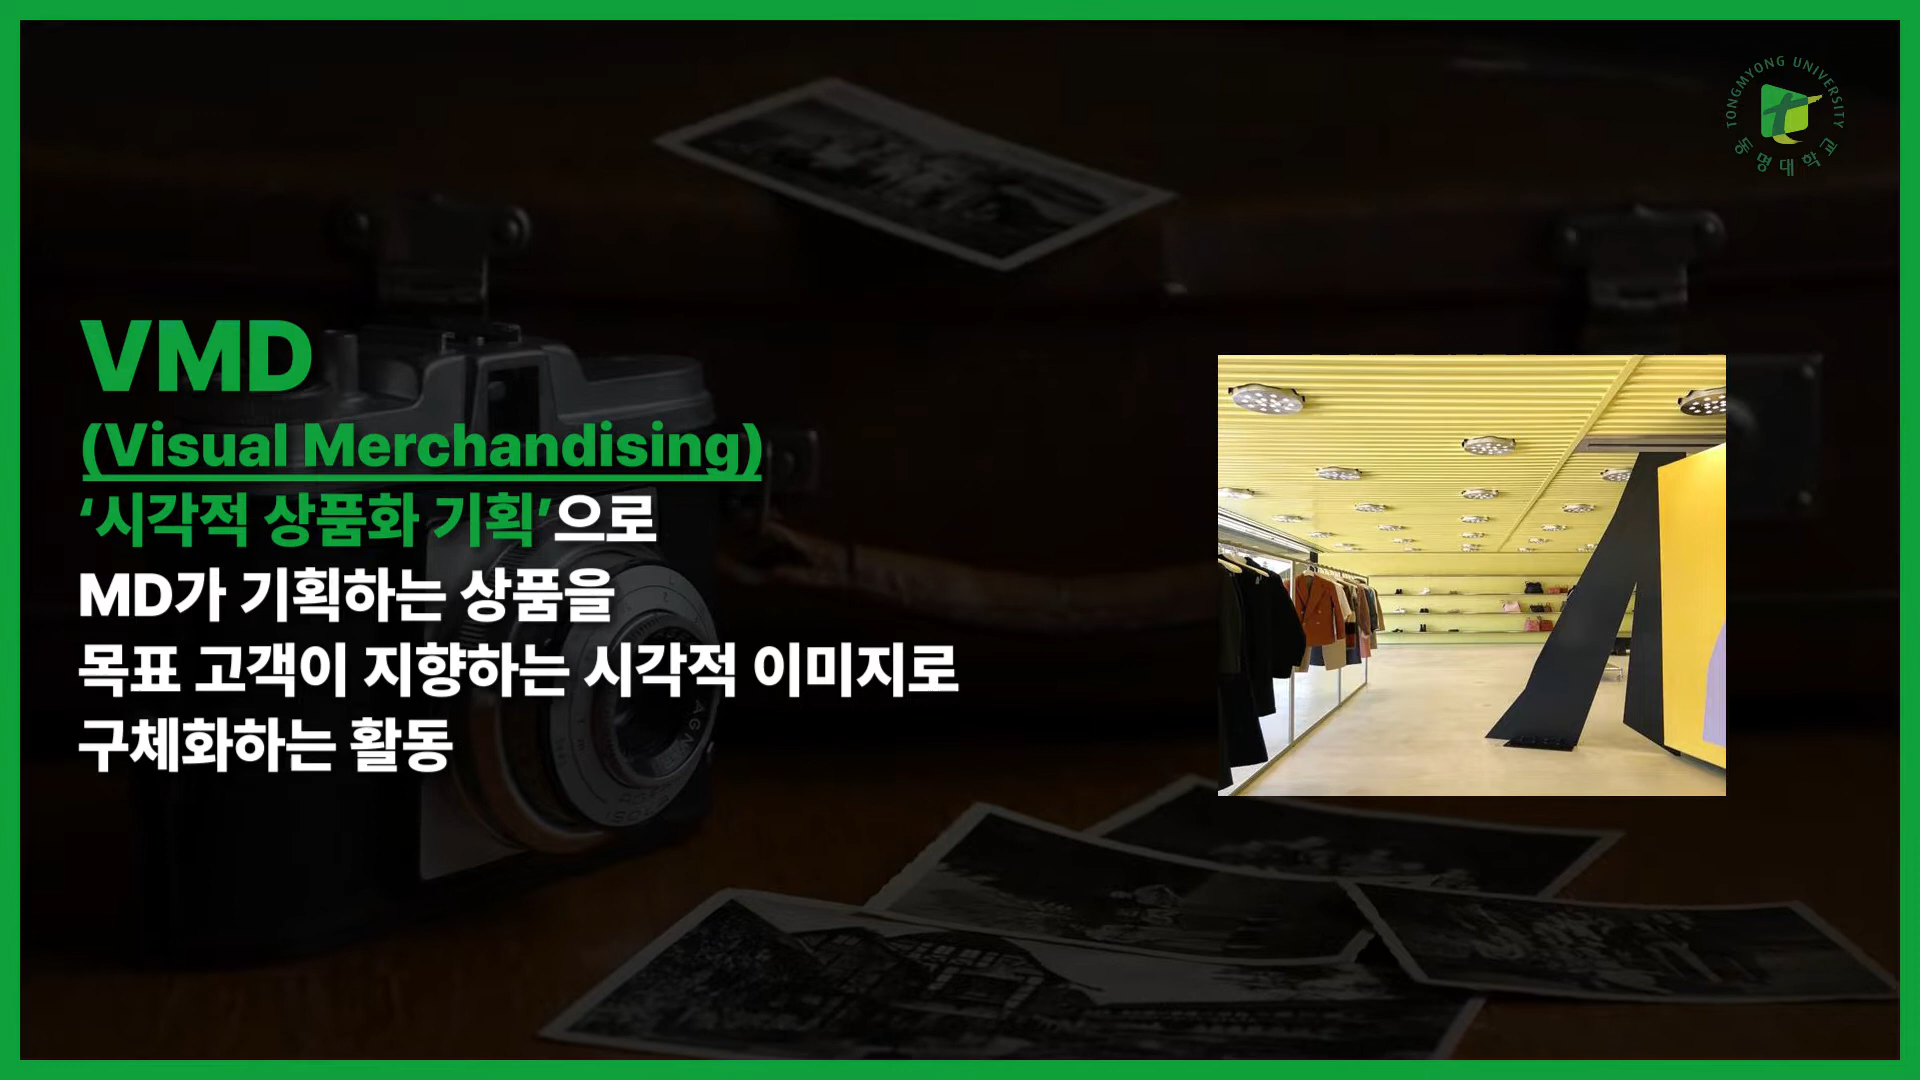 TONGMYONG UNIVERSITY
동명대학교
VMD
(Visual Merchandising)
‘시각적 상품화 기획’으로
MD가 기획하는 상품을
목표 고객이 지향하는 시각적 이미지로
구체화하는 활동